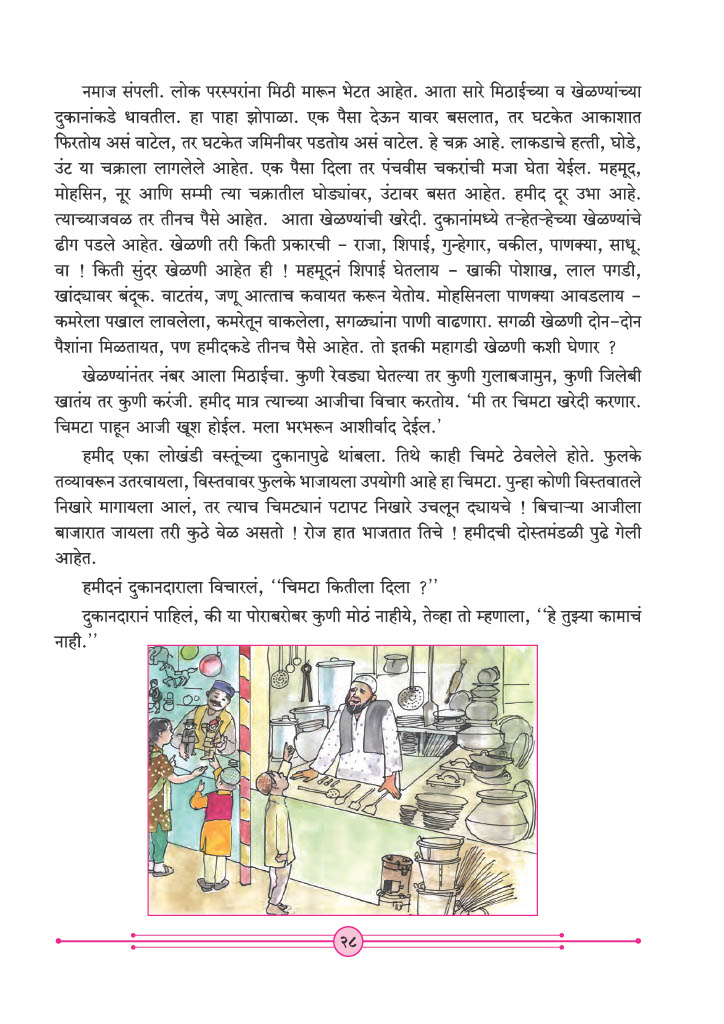 नमाज संपली. लोक परस्परांना मिठी मारून भेटत आहेत. आता सारे मिठाईच्या व खेळण्यांच्या
दुकानांकडे धावतील. हा पाहा झोपाळा. एक पैसा देऊन यावर बसलात, तर घटकेत आकाशात
फिरतोय असं वाटेल, तर घटकेत जमिनीवर पडतोय असं वाटेल. हे चक्र आहे. लाकडाचे हत्ती, घोडे,
उंट या चक्राला लागलेले आहेत. एक पैसा दिला तर पंचवीस चकरांची मजा घेता येईल. महमूद,
मोहसिन, नूर आणि सम्मी त्या चक्रातील घोड्यांवर, उंटावर बसत आहेत. हमीद दूर उभा आहे.
त्याच्याजवळ तर तीनच पैसे आहेत. आता खेळण्यांची खरेदी. दुकानांमध्ये तऱ्हेतऱ्हेच्या खेळण्यांचे
ढीग पडले आहेत. खेळणी तरी किती प्रकारची – राजा, शिपाई, गुन्हेगार, वकील, पाणक्या, साधू.
वा ! किती सुंदर खेळणी आहेत ही ! महमूदनं शिपाई घेतलाय – खाकी पोशाख, लाल पगडी,
खांद्यावर बंदूक. वाटतंय, जणू आत्ताच कवायत करून येतोय. मोहसिनला पाणक्या आवडलाय –
कमरेला पखाल लावलेला, कमरेतून वाकलेला, सगळ्यांना पाणी वाढणारा. सगळी खेळणी दोन-दोन
पैशांना मिळतायत, पण हमीदकडे तीनच पैसे आहेत. तो इतकी महागडी खेळणी कशी घेणार ?
खेळण्यांनंतर नंबर आला मिठाईचा. कुणी रेवड्या घेतल्या तर कुणी गुलाबजामुन, कुणी जिलेबी
खातंय तर कुणी करंजी. हमीद मात्र त्याच्या आजीचा विचार करतोय. ‘मी तर चिमटा खरेदी करणार.
चिमटा पाहून आजी खूश होईल. मला भरभरून आशीर्वाद देईल.’
हमीद एका लोखंडी वस्तूंच्या दुकानापुढे थांबला. तिथे काही चिमटे ठेवलेले होते. फुलके
तव्यावरून उतरवायला, विस्तवावर फुलके भाजायला उपयोगी आहे हा चिमटा. पुन्हा कोणी विस्तवातले
निखारे मागायला आलं, तर त्याच चिमट्यानं पटापट निखारे उचलून द्यायचे ! बिचाऱ्या आजीला
बाजारात जायला तरी कुठे वेळ असतो ! रोज हात भाजतात तिचे ! हमीदची दोस्तमंडळी पुढे गेली
आहेत.
हमीदनं दुकानदाराला विचारलं, ‘‘चिमटा कितीला दिला ?’’
दुकानदारानं पाहिलं, की या पोराबरोबर कुणी मोठं नाहीये, तेव्हा तो म्हणाला, ‘‘हे तुझ्या कामाचं
नाही.’’
२८